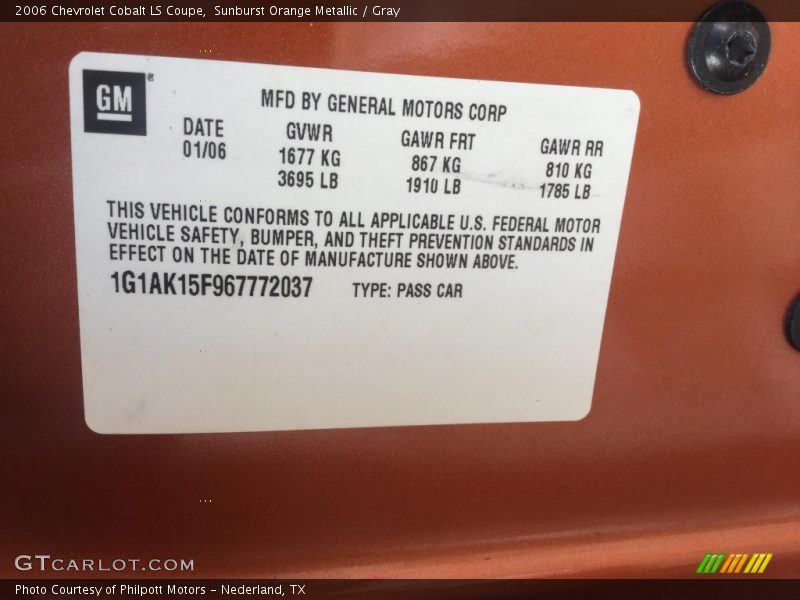 2006 Chevrolet Cobalt LS Coupe,  Sunburst Orange Metallic / Gray
GM ®
MFD BY GENERAL MOTORS CORP
DATE GVWR GAWR FRT GAWR RR
01/06 1677 KG 867 KG 810 KG
3695 LB 1910 LB 1785 LB
THIS VEHICLE CONFORMS TO ALL APPLICABLE U.S. FEDERAL MOTOR
VEHICLE SAFETY, BUMPER, AND THEFT PREVENTION STANDARDS IN
EFFECT ON THE DATE OF MANUFACTURE SHOWN ABOVE.
1G1AK15F967772037 TYPE: PASS CAR
GTCARLOT.COM
Photo Courtesy of Philpott Motors - Nederland, TX